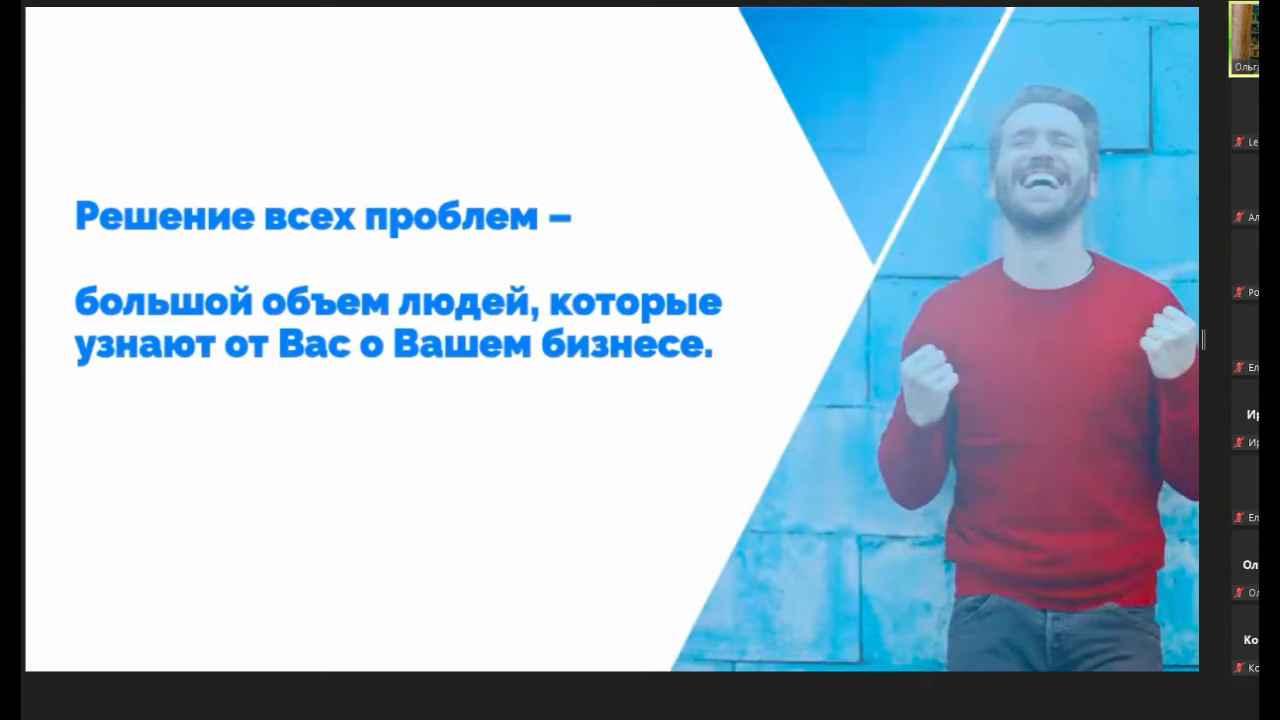 Решение всех проблем –
большой объем людей, которые
узнают от Вас о Вашем бизнесе.